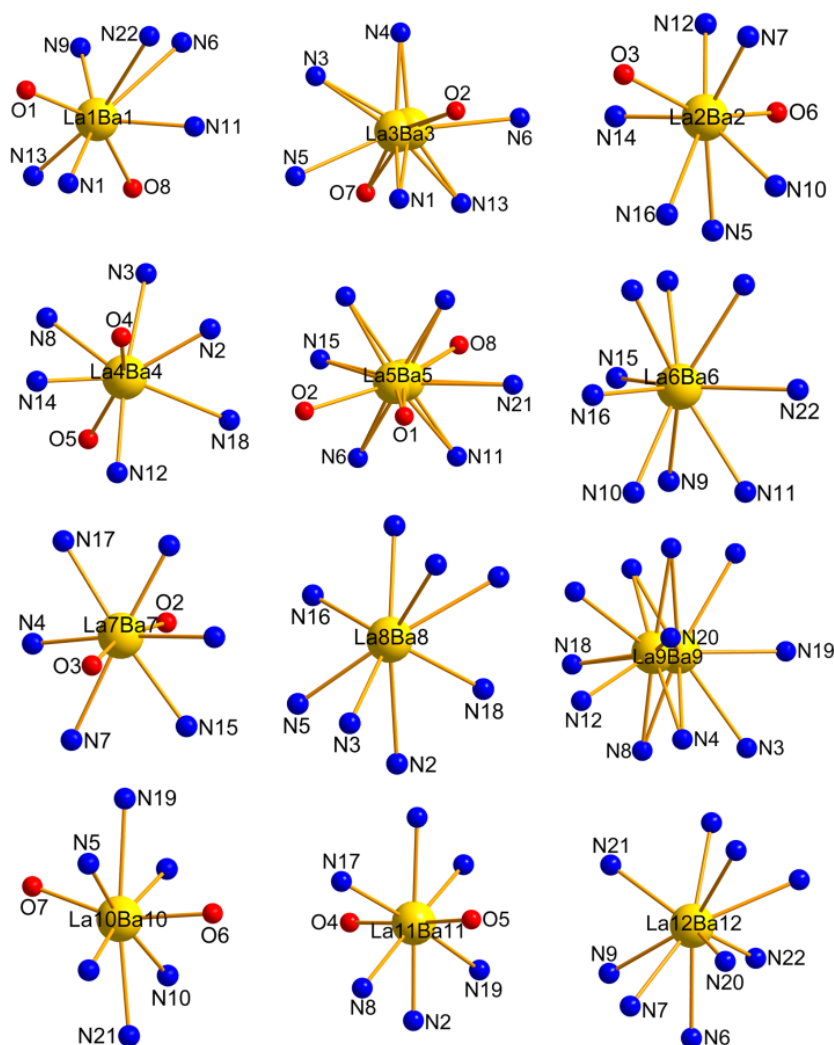 N9 N22 N6
O1 La1Ba1 N11
N13 N1 O8
N4
N3 O2
La3Ba3 N6
N5 O7 N1 N13
N12 N7
O3 La2Ba2 O6
N14 N10
N16 N5
N3
O4 N2
N8 La4Ba4
N14 N18
O5 N12
N15 O8
La5Ba5 N21
O2 O1
N6 N11
N15 La6Ba6
N16 N22
N10 N9 N11
N17
La7Ba7 O2
N4 O3
N7 N15
N16 La8Ba8
N5 N3 N18
N2
N20
N18 La9Ba9 N19
N12
N8 N4 N3
N19
N5
O7 La10Ba10 O6
N10
N21
N17
O4 La11Ba11 O5
N8 N19
N2
N21
La12Ba12
N9 N22
N7 N20
N6